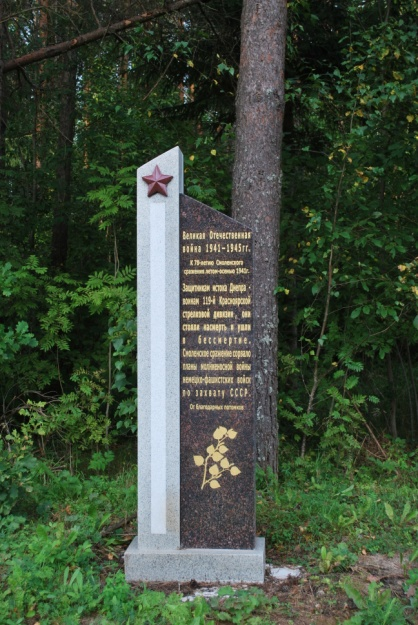 Великая Отечественная
война 1941-1945гг.
К 70-летию Смоленского
сражения летом-осенью 1941г.
Защитникам истока Днепра -
воинам 119-й Красноярской
стрелковой дивизии , они
стояли насмерть и ушли
в бессмертие.
Смоленское сражение сорвало
планы молниеносной войны
немецко-фашистских войск
по захвату СССР.
От благодарных потомков